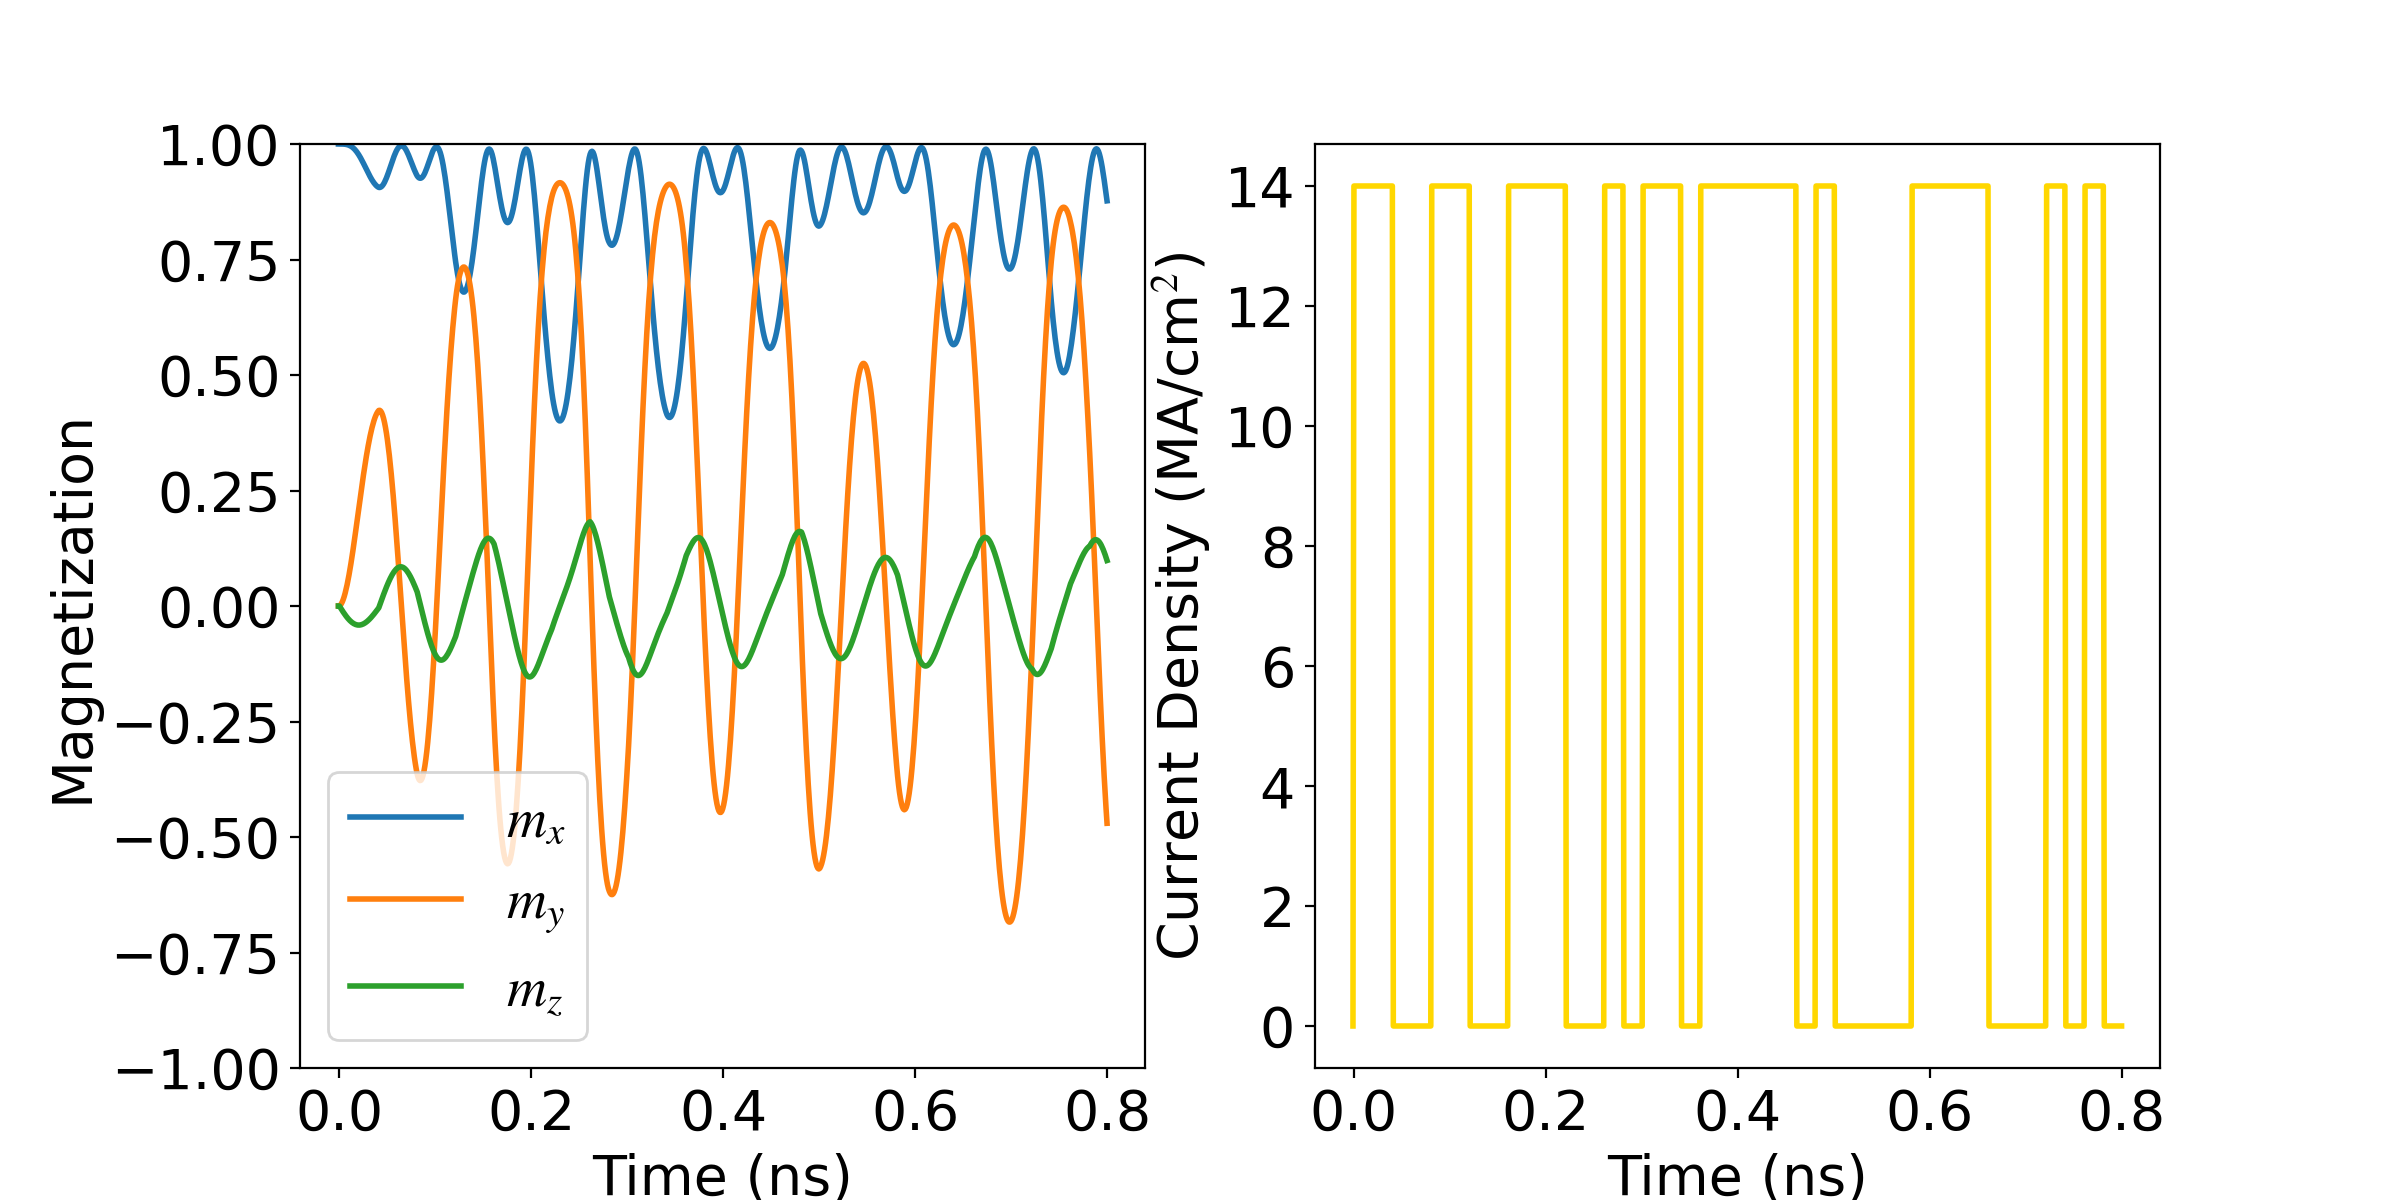 Magnetization
1.00
0.75
0.50
0.25
0.00
−0.25
−0.50
−0.75
−1.00
m_x
m_y
m_z
0.0 0.2 0.4 0.6 0.8
Time (ns)
Current Density (MA/cm²)
14
12
10
8
6
4
2
0
0.0 0.2 0.4 0.6 0.8
Time (ns)